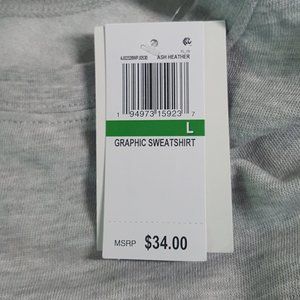 ASH HEATHER
1 94973 15923 7
L
GRAPHIC SWEATSHIRT
MSRP $34.00